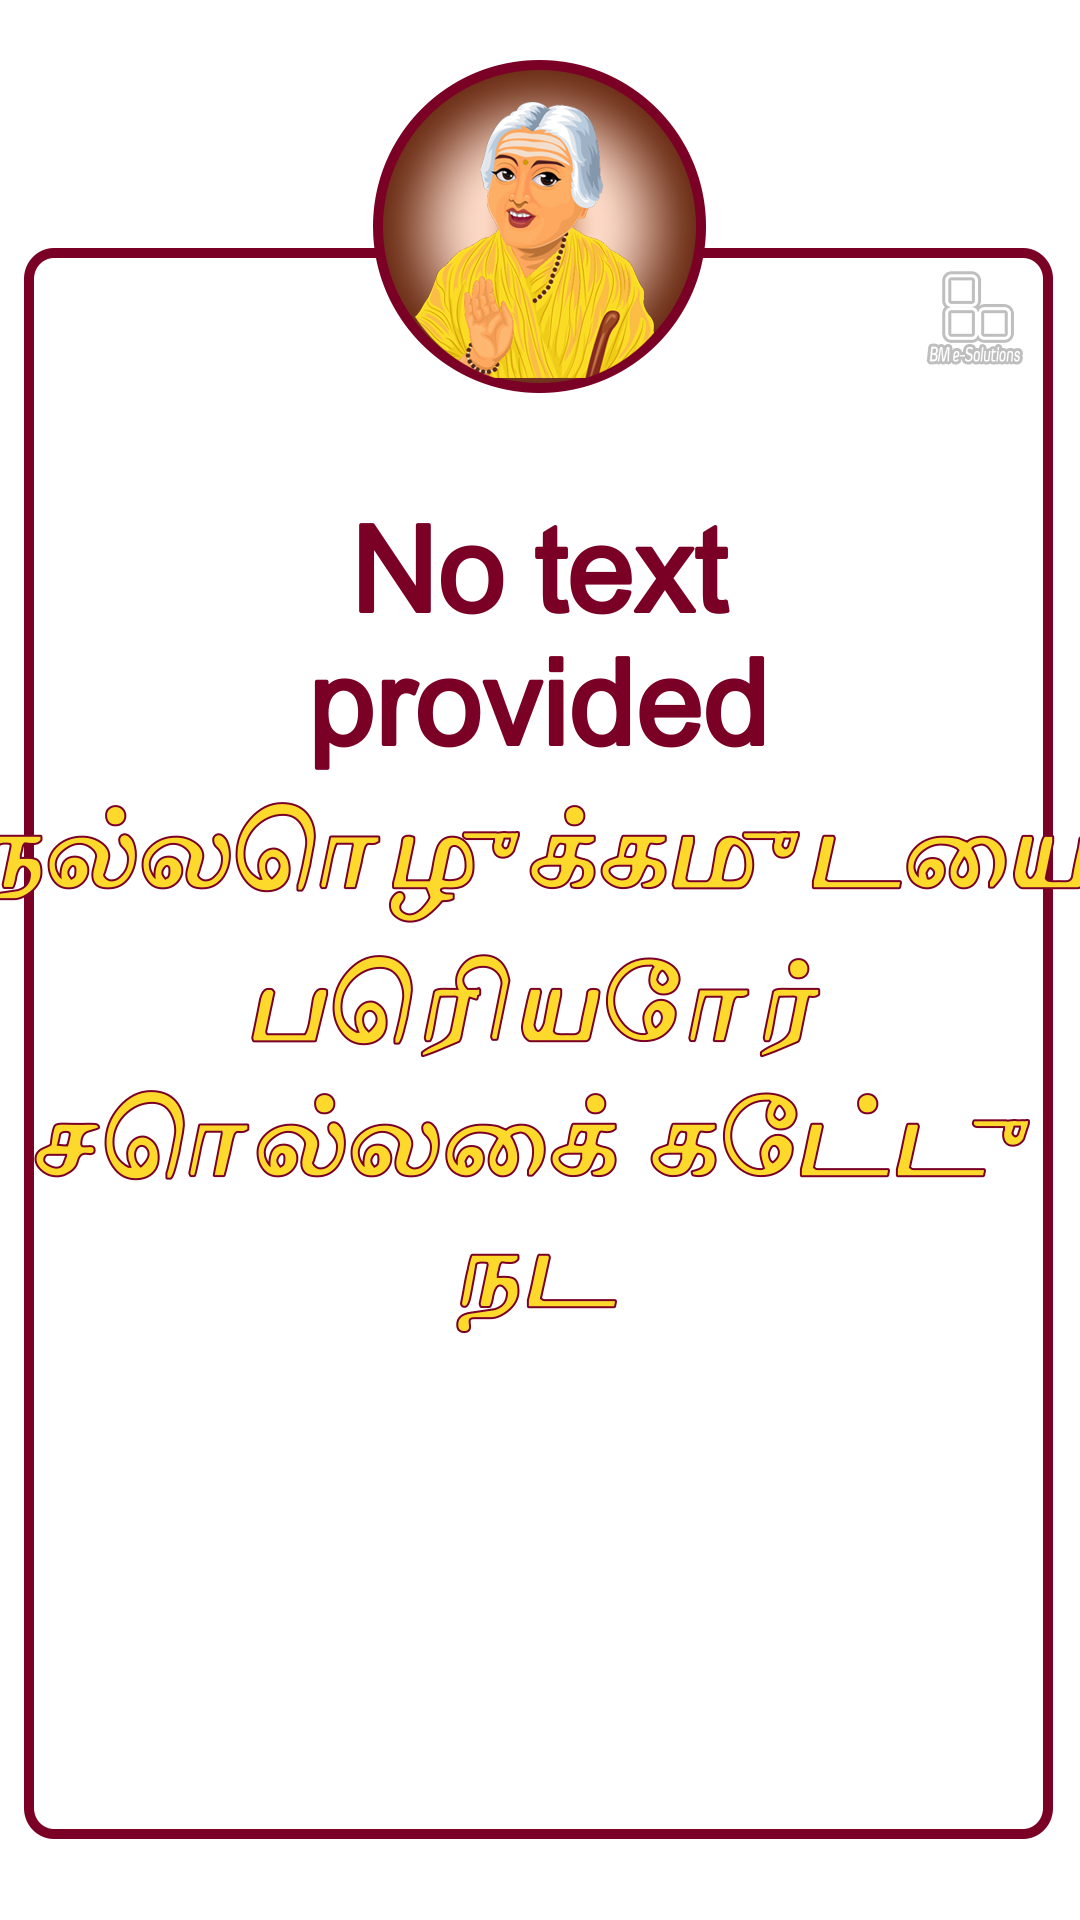 BM e-Solutions
No text
provided
நல்லொழுக்கமுடைய
பெரியோர்
சொல்லைக் கேட்டு
நட